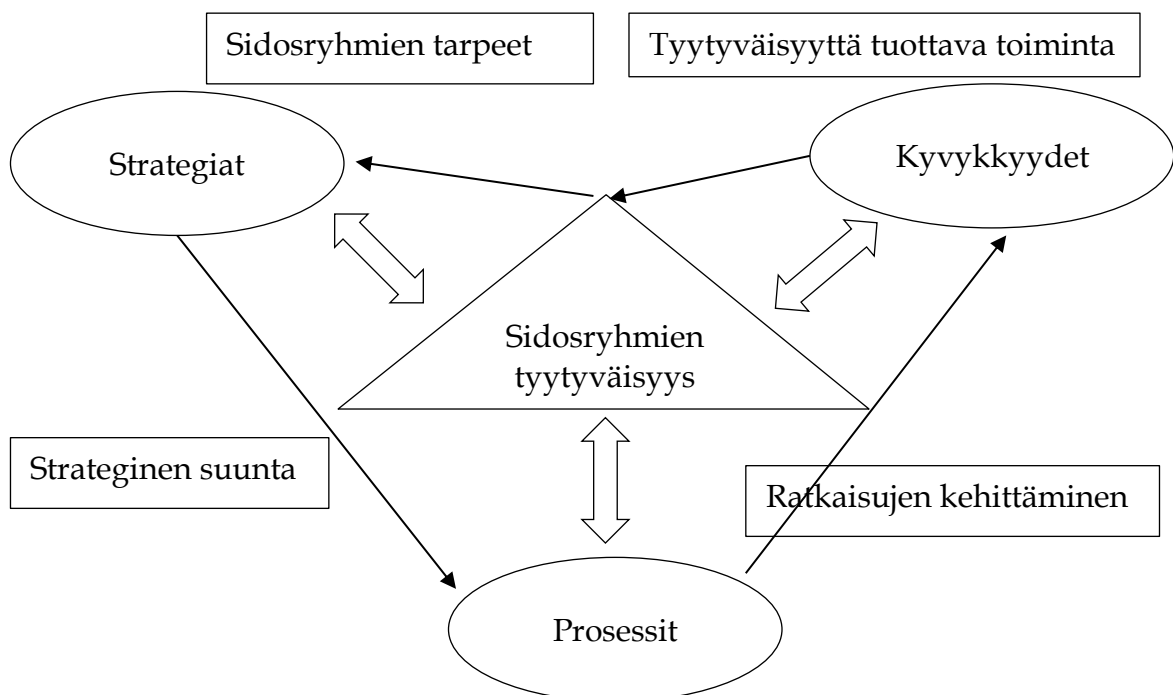 Sidosryhmien tarpeet
Tyytyväisyyttä tuottava toiminta
Strategiat
Kyvykkyydet
Sidosryhmien
tyytyväisyys
Strateginen suunta
Ratkaisujen kehittäminen
Prosessit